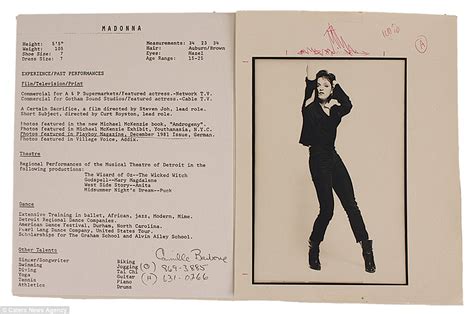 MADONNA
Height: 5'5" Measurements: 34 23 34
Weight: 105 Hair: Auburn/Brown
Shoe Size: 7 Eyes: Hazel
Dress Size: 7 Age Range: 15-25
EXPERIENCE/PAST PERFORMANCES
Film/Television/Print
Commercial for A & P Supermarkets/featured actress.-Network T.V.
Commercial for Gotham Sound Studios/featured actress.-Cable T.V.
A Certain Sacrifice, a film directed by Steven Job, lead role.
Short Subject, directed by Curt Royston, lead role.
Photos featured in the new Michael McKenzie book, "Androgeny".
Photos featured in Michael McKenzie Exhibit, Youthanasia, N.Y.C.
Photos featured in Playboy Magazine, December 1981 Issue, German.
Photos featured in Village Voice, Addix.
Theatre
Regional Performances of the Musical Theatre of Detroit in the
following productions:
The Wizard of Oz--The Wicked Witch
Godspell--Mary Magdalene
West Side Story--Anita
Midsummer Night's Dream--Puck
Dance
Extensive Training in ballet, African, jazz, Modern, Mime.
Detroit Regional Dance Companies.
American Dance Festival, Durham, North Carolina.
Pearl Lang Dance Company, United States Tour.
Scholarships for The Graham School and Alvin Ailey School.
Other Talents
Singer/Songwriter Biking
Swimming Jogging
Diving Tai Chi
Yoga Guitar
Tennis Piano
Athletics Drums
Camille Barbone
(O) 869-3885
(H) 631-0766
A
© Caters News Agency